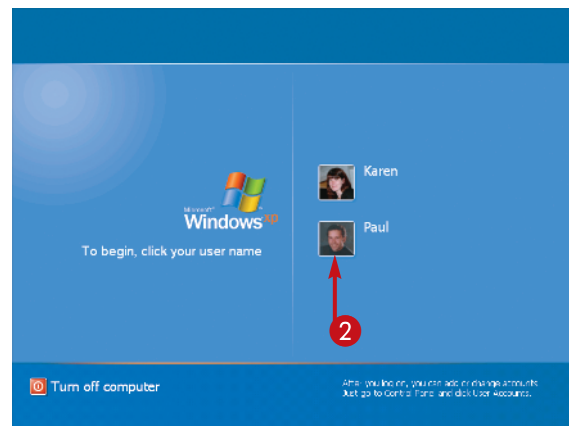 Karen
Microsoft
Windows xp
Paul
To begin, click your user name
2
Turn off computer
After you log on, you can add or change accounts.
Just go to Control Panel and click User Accounts.